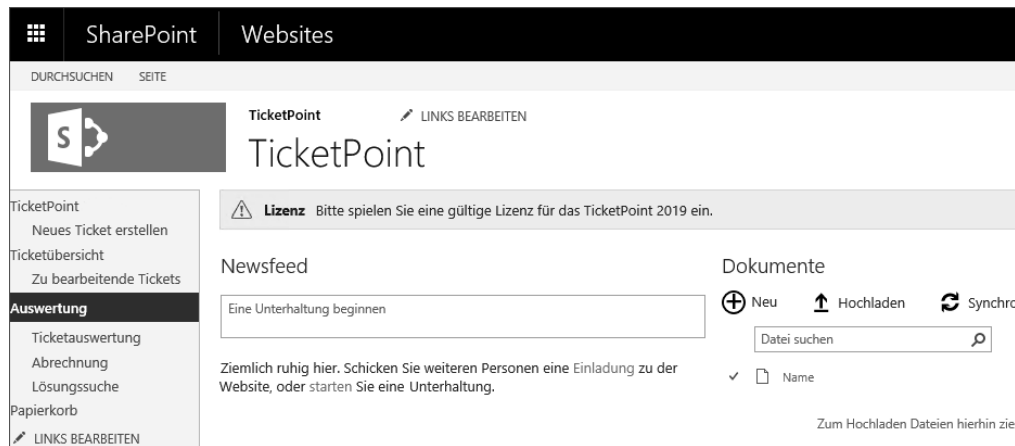 SharePoint Websites
DURCHSUCHEN SEITE
TicketPoint LINKS BEARBEITEN
S TicketPoint
TicketPoint
Neues Ticket erstellen
Ticketübersicht
Zu bearbeitende Tickets
Auswertung
Ticketauswertung
Abrechnung
Lösungssuche
Papierkorb
LINKS BEARBEITEN
Lizenz Bitte spielen Sie eine gültige Lizenz für das TicketPoint 2019 ein.
Newsfeed
Eine Unterhaltung beginnen
Ziemlich ruhig hier. Schicken Sie weiteren Personen eine Einladung zu der
Website, oder starten Sie eine Unterhaltung.
Dokumente
Neu Hochladen Synchro
Datei suchen
Name
Zum Hochladen Dateien hierhin zie